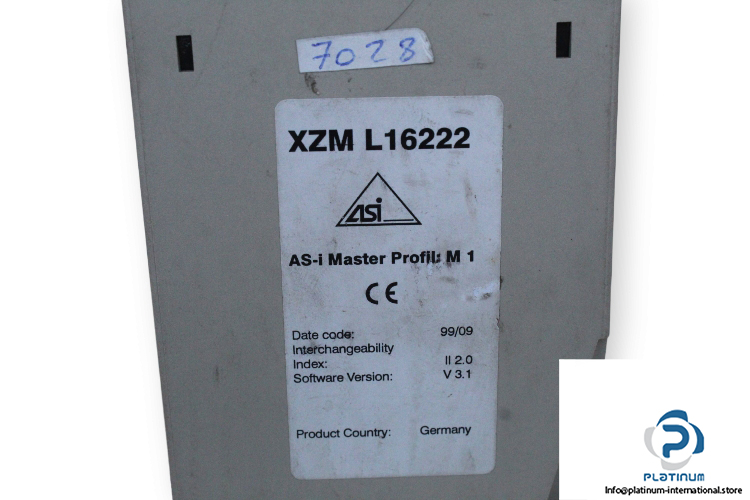 7028
XZM L16222
ASi
AS-i Master Profil: M 1
CE
Date code: 99/09
Interchangeability
Index: II 2.0
Software Version: V 3.1
Product Country: Germany
PLATINUM
Info@platinum-international.store